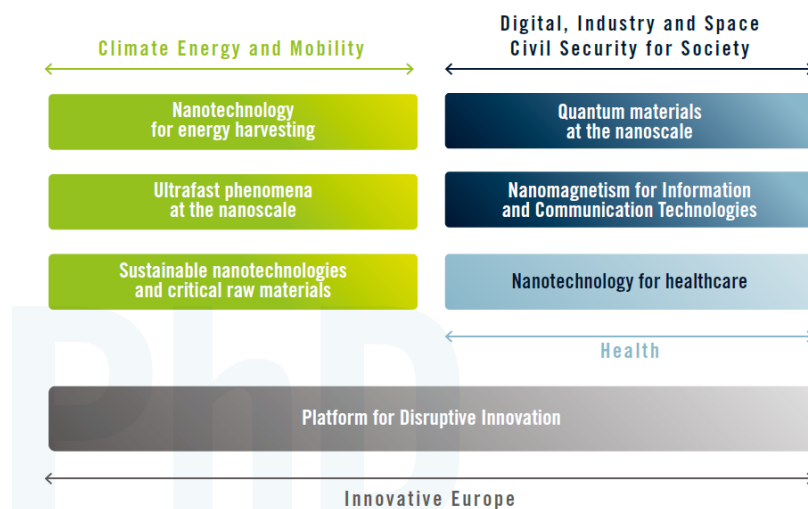 Climate Energy and Mobility
Digital, Industry and Space
Civil Security for Society
Nanotechnology
for energy harvesting
Quantum materials
at the nanoscale
Ultrafast phenomena
at the nanoscale
Nanomagnetism for Information
and Communication Technologies
Sustainable nanotechnologies
and critical raw materials
Nanotechnology for healthcare
Health
PhD
Platform for Disruptive Innovation
Innovative Europe